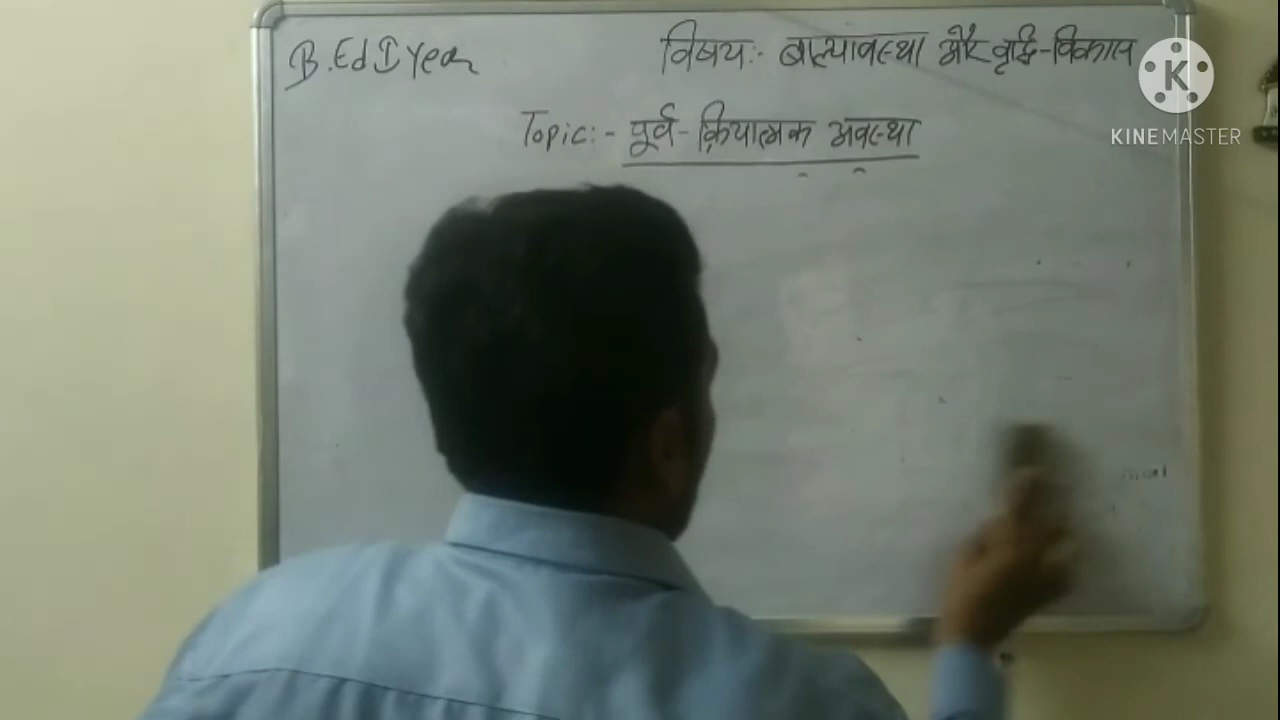 B.Ed I Year
विषय:- बाल्यावस्था और वृद्धि-विकास
Topic:- पूर्व-क्रियात्मक अवस्था
K
KINEMASTER